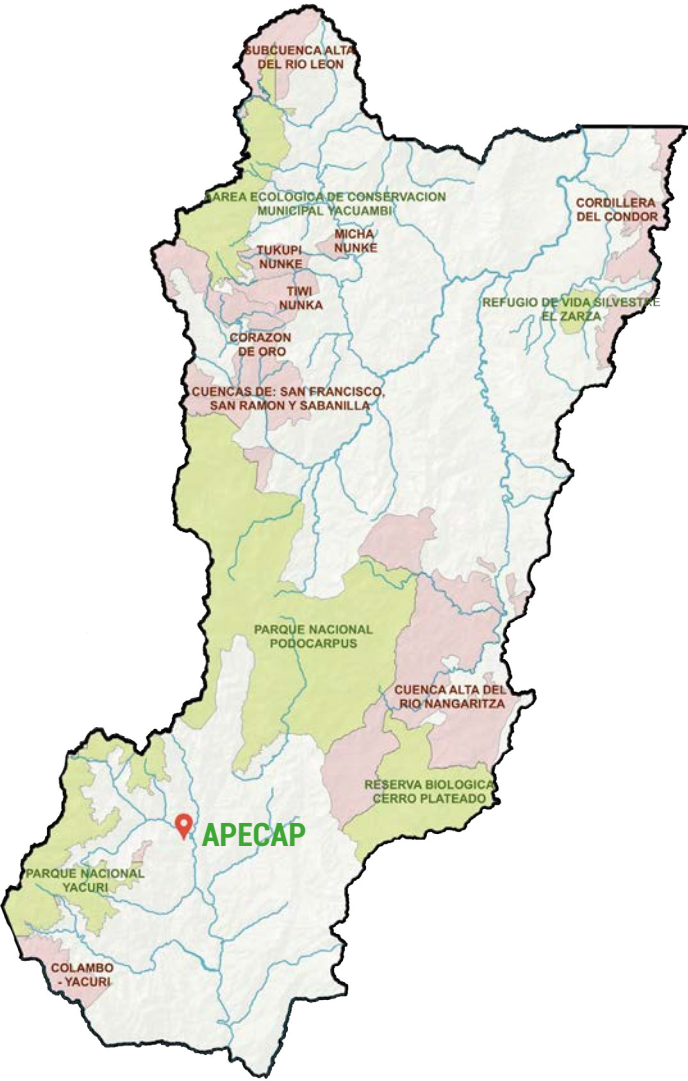 SUBCUENCA ALTA
DEL RIO LEON
AREA ECOLOGICA DE CONSERVACION
MUNICIPAL YACUAMBI
CORDILLERA
DEL CONDOR
MICHA
NUNKE
TUKUPI
NUNKE
TIWI
NUNKA
REFUGIO DE VIDA SILVESTRE
EL ZARZA
CORAZON
DE ORO
CUENCAS DE: SAN FRANCISCO,
SAN RAMON Y SABANILLA
PARQUE NACIONAL
PODOCARPUS
CUENCA ALTA DEL
RIO NANGARITZA
RESERVA BIOLOGICA
CERRO PLATEADO
APECAP
PARQUE NACIONAL
YACURI
COLAMBO
- YACURI